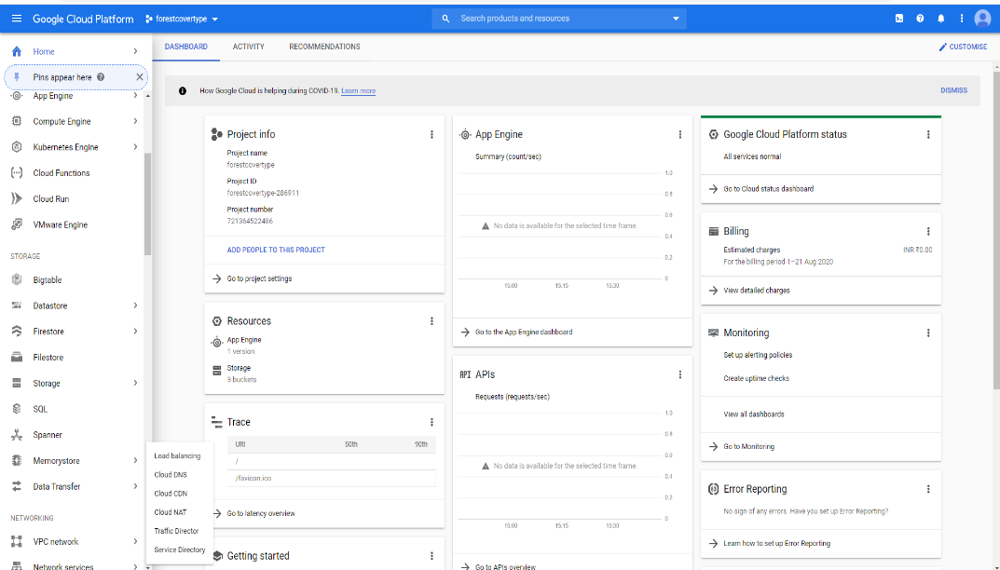 Google Cloud Platform
forestcovertype
Search products and resources
Home
Pins appear here
App Engine
Compute Engine
Kubernetes Engine
Cloud Functions
Cloud Run
VMware Engine
STORAGE
Bigtable
Datastore
Firestore
Filestore
Storage
SQL
Spanner
Memorystore
Data Transfer
NETWORKING
VPC network
Network services
Load balancing
Cloud DNS
Cloud CDN
Cloud NAT
Traffic Director
Service Directory
DASHBOARD
ACTIVITY
RECOMMENDATIONS
CUSTOMISE
How Google Cloud is helping during COVID-19. Learn more
DISMISS
Project info
Project name
forestcovertype
Project ID
forestcovertype-286911
Project number
721364522486
ADD PEOPLE TO THIS PROJECT
Go to project settings
Resources
App Engine
1 version
Storage
3 buckets
Trace
URI 50th 90th
/
/favicon.ico
Go to latency overview
Getting started
App Engine
Summary (count/sec)
1.0
0.8
0.6
No data is available for the selected time frame.
0.4
0.2
0
15:00 15:15 15:30
Go to the App Engine dashboard
API APIs
Requests (requests/sec)
1.0
0.8
0.6
No data is available for the selected time frame.
0.4
0.2
0
15:00 15:15 15:30
Go to APIs overview
Google Cloud Platform status
All services normal
Go to Cloud status dashboard
Billing
Estimated charges INR ₹0.00
For the billing period 1–21 Aug 2020
View detailed charges
Monitoring
Set up alerting policies
Create uptime checks
View all dashboards
Go to Monitoring
Error Reporting
No sign of any errors. Have you set up Error Reporting?
Learn how to set up Error Reporting